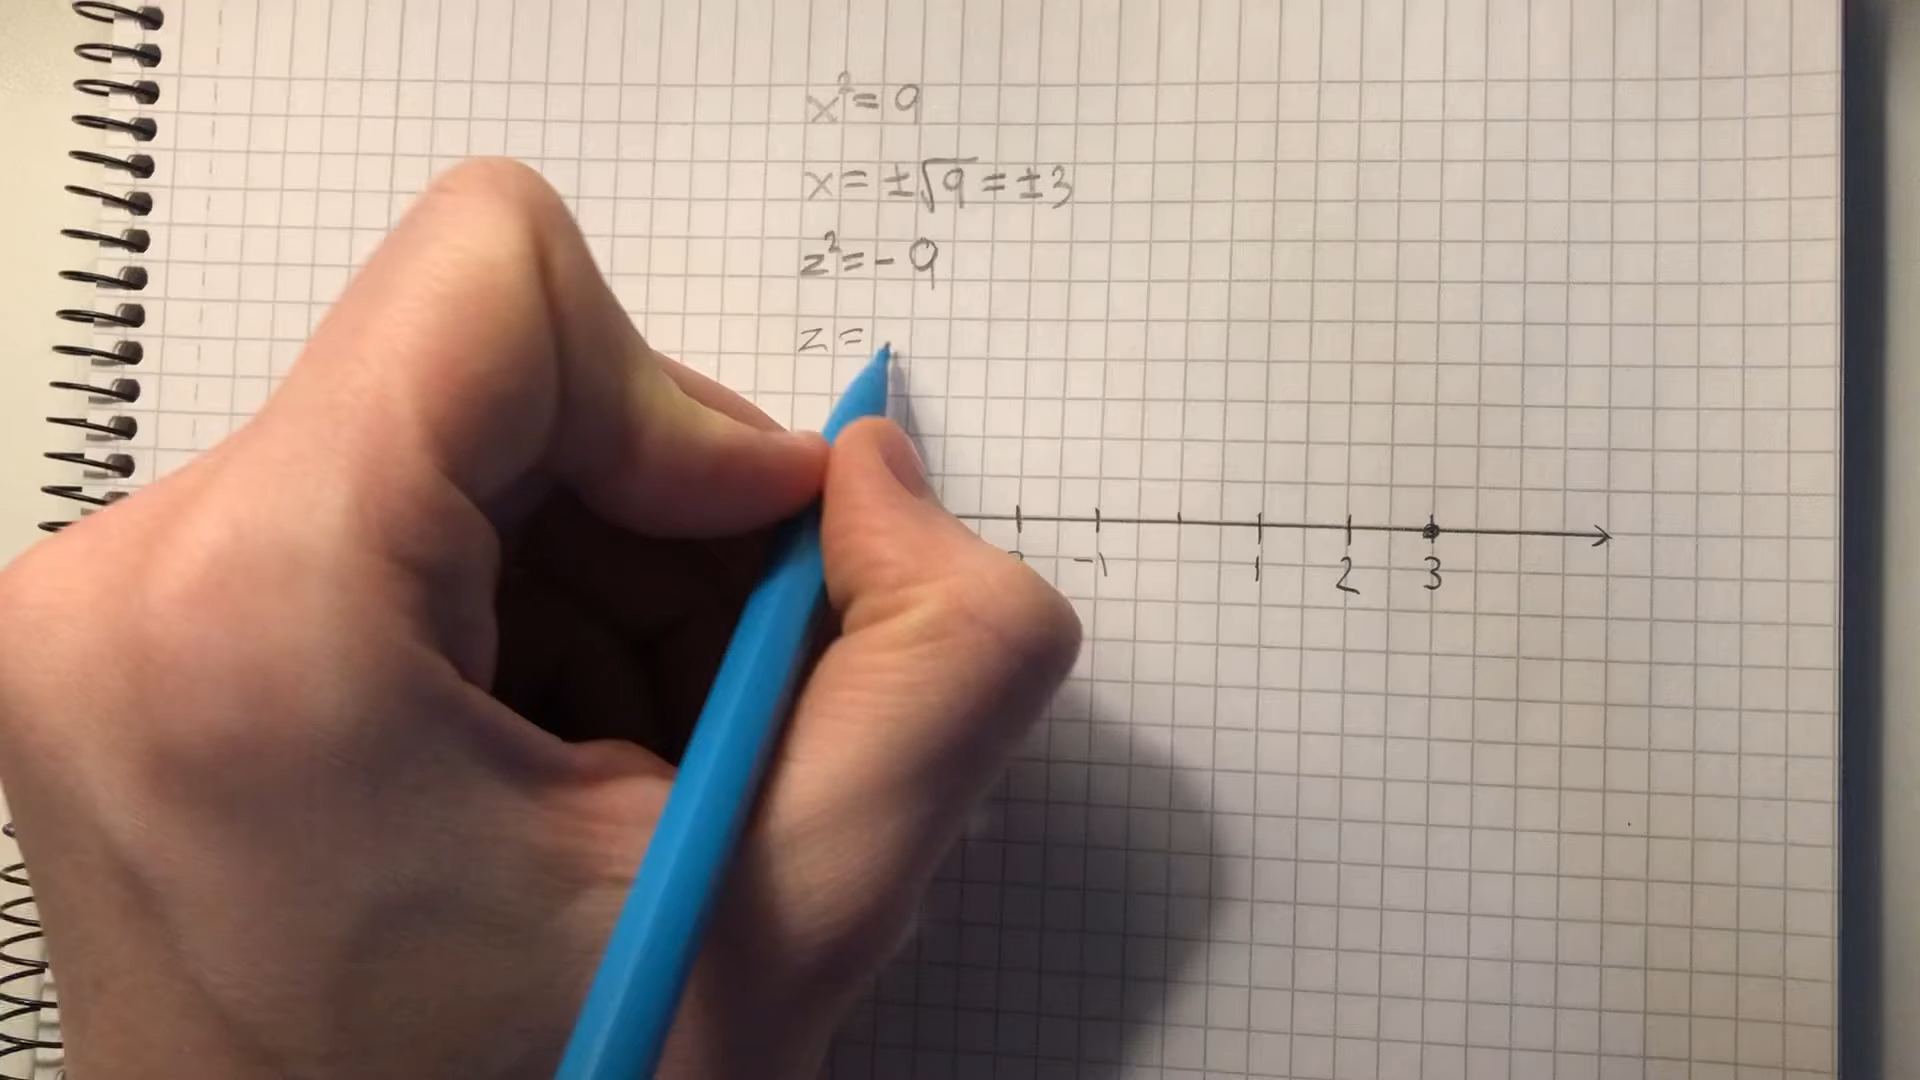 x² = 9
x = ±√9 = ±3
z² = - 9
z =
-1 1 2 3